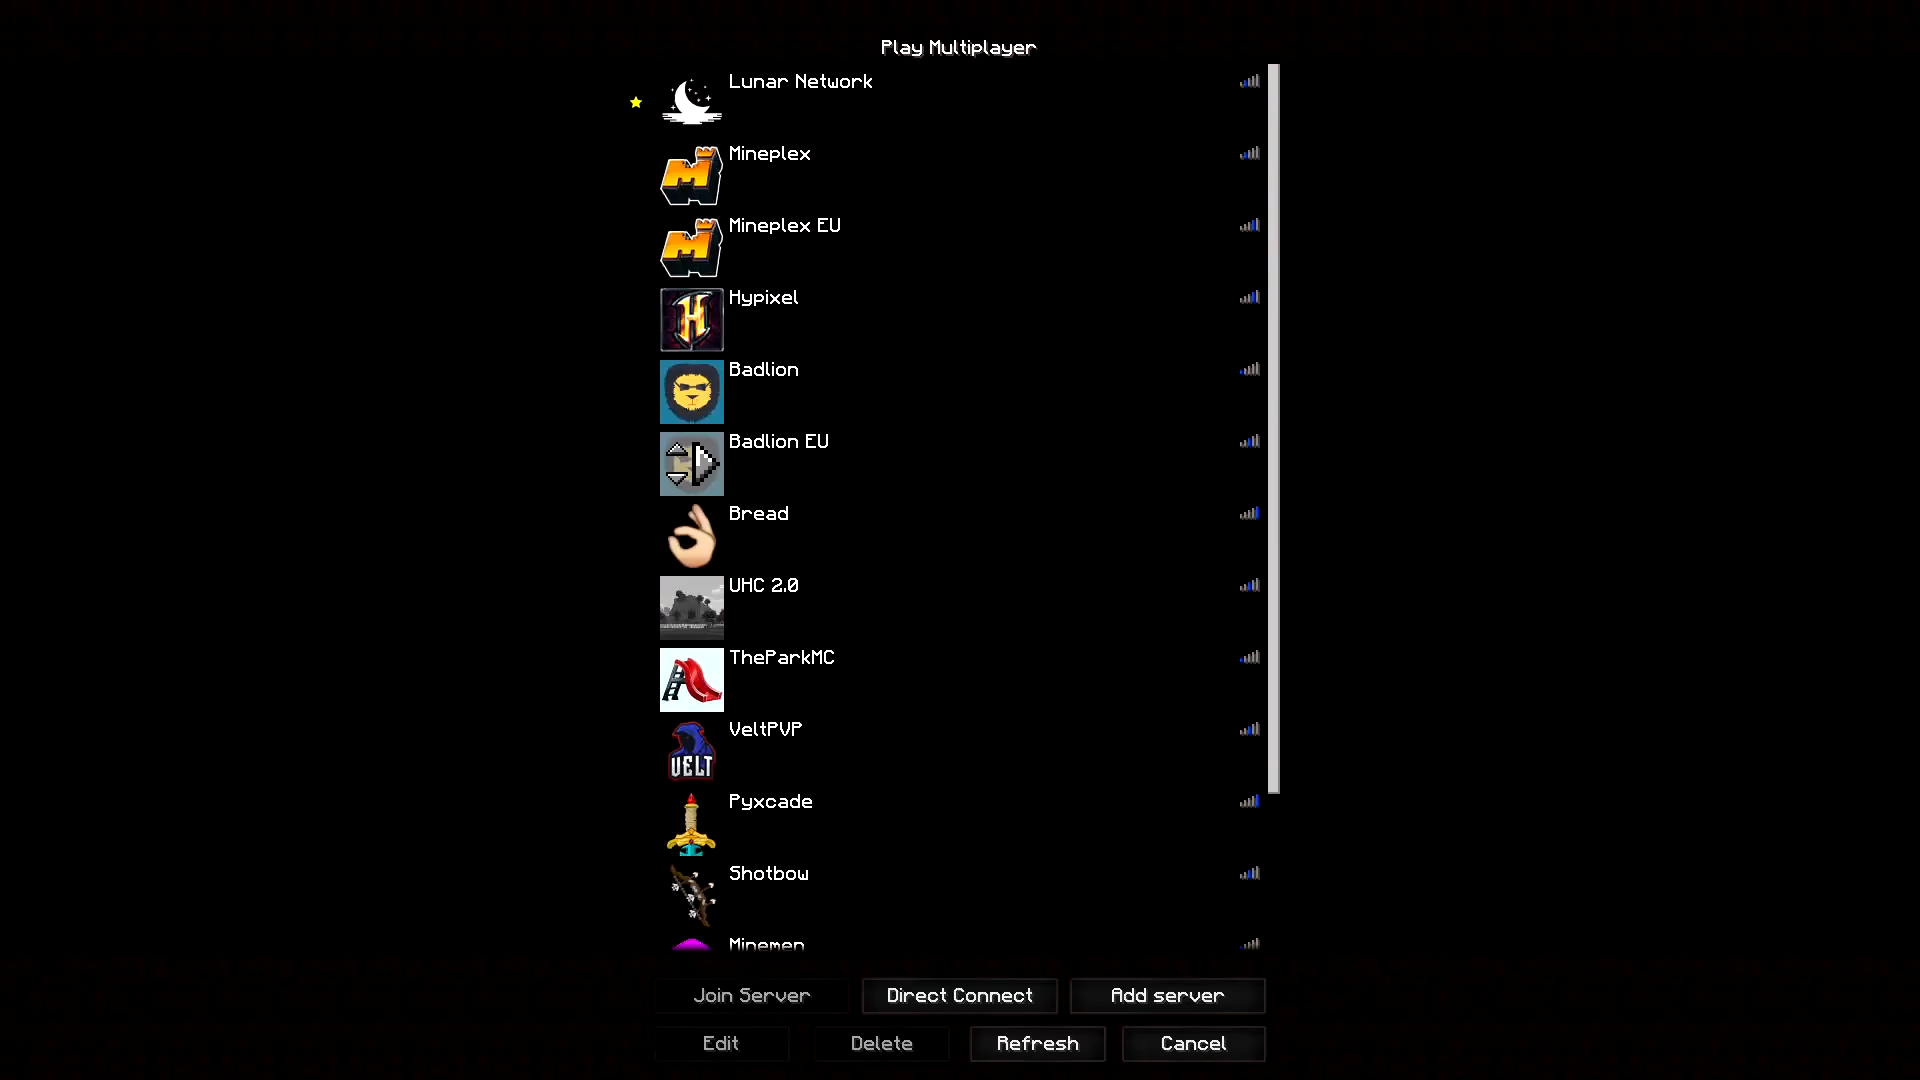 Play Multiplayer
Lunar Network
Mineplex
Mineplex EU
Hypixel
Badlion
Badlion EU
Bread
UHC 2.0
TheParkMC
VeltPVP
VELT
Pyxcade
Shotbow
Minemen
Join Server
Direct Connect
Add server
Edit
Delete
Refresh
Cancel